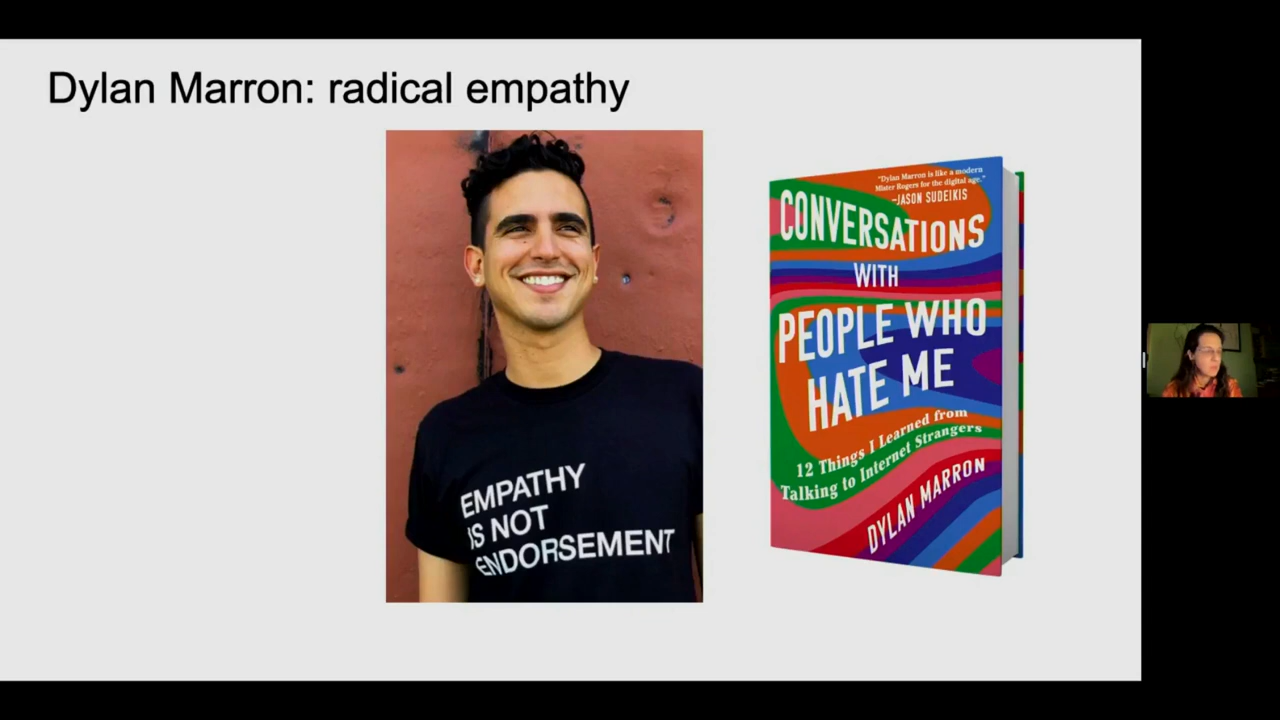 Dylan Marron: radical empathy
EMPATHY
IS NOT
ENDORSEMENT
"Dylan Marron is like a modern
Mister Rogers for the digital age."
–JASON SUDEIKIS
CONVERSATIONS
WITH
PEOPLE WHO
HATE ME
12 Things I Learned from
Talking to Internet Strangers
DYLAN MARRON